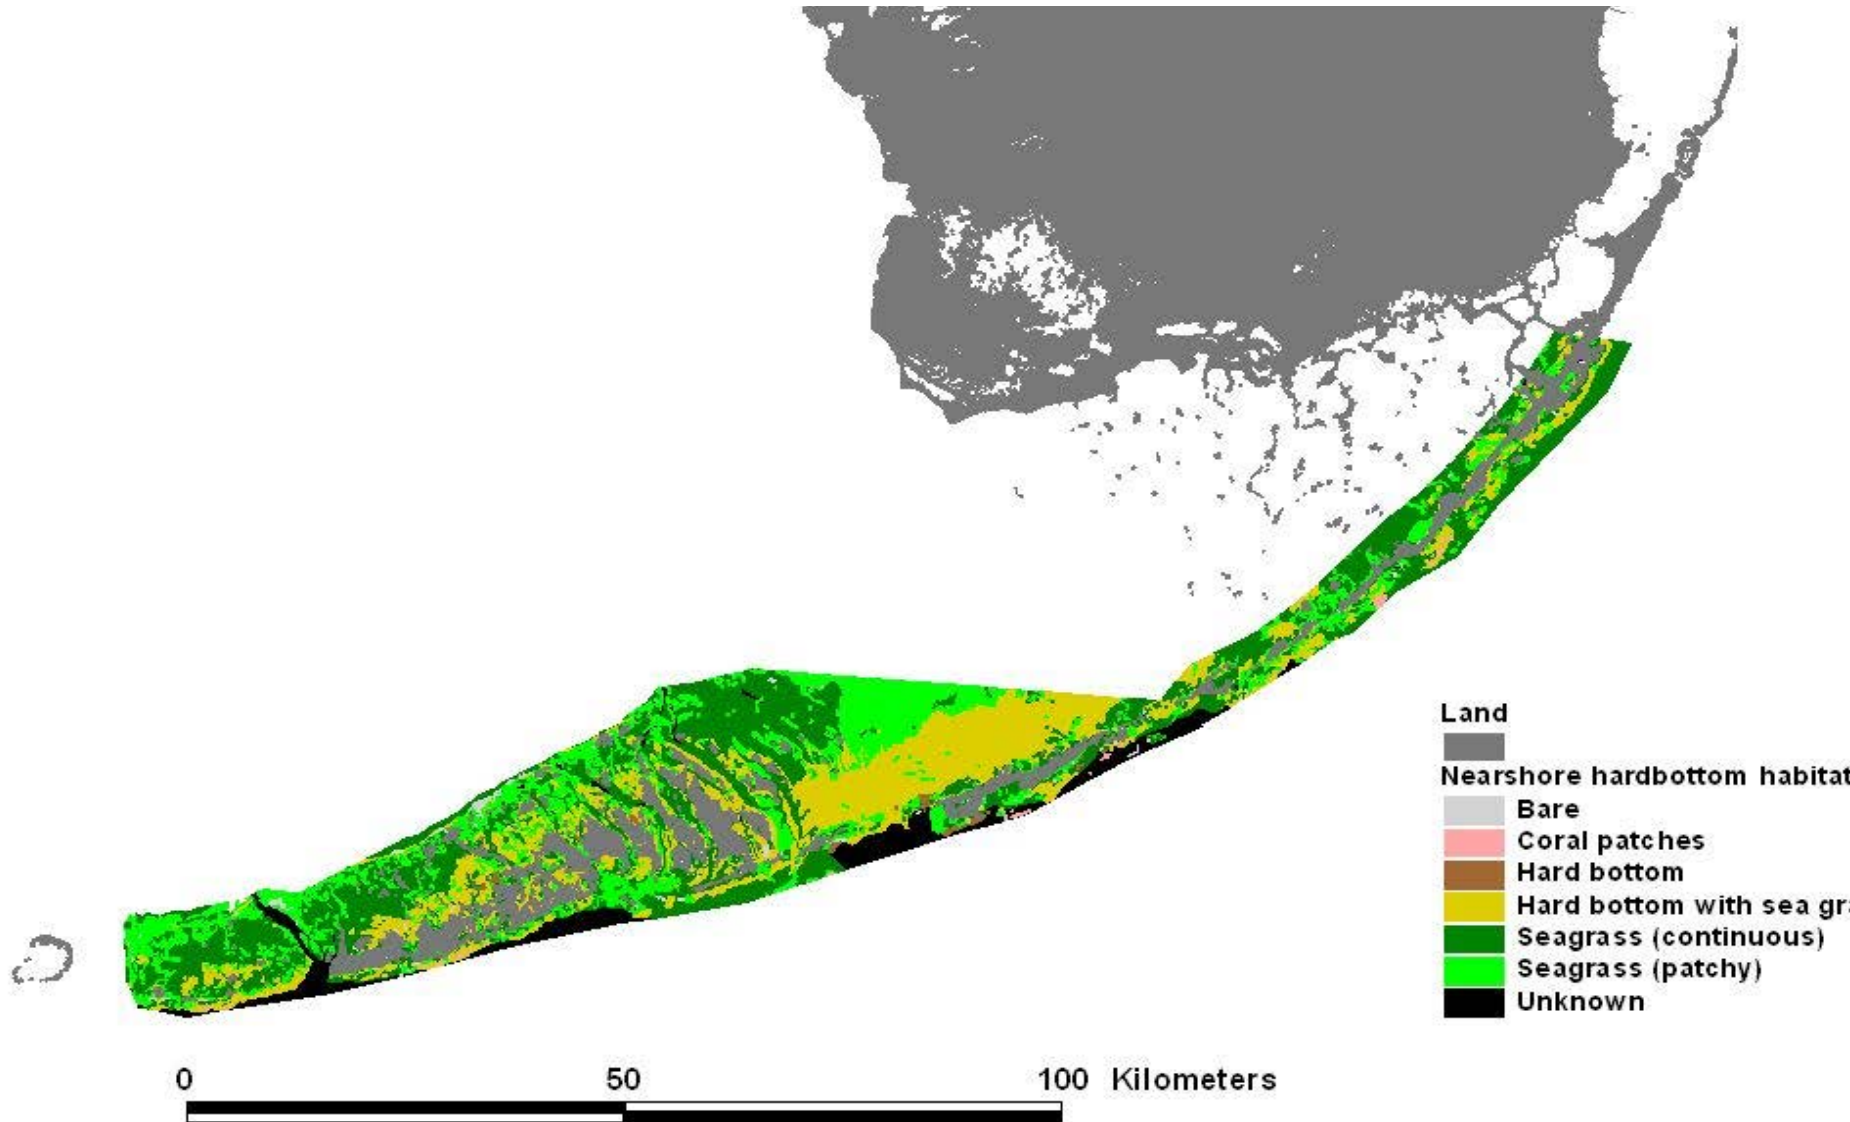 Land
Nearshore hardbottom habitat
Bare
Coral patches
Hard bottom
Hard bottom with sea gra
Seagrass (continuous)
Seagrass (patchy)
Unknown
0 50 100 Kilometers